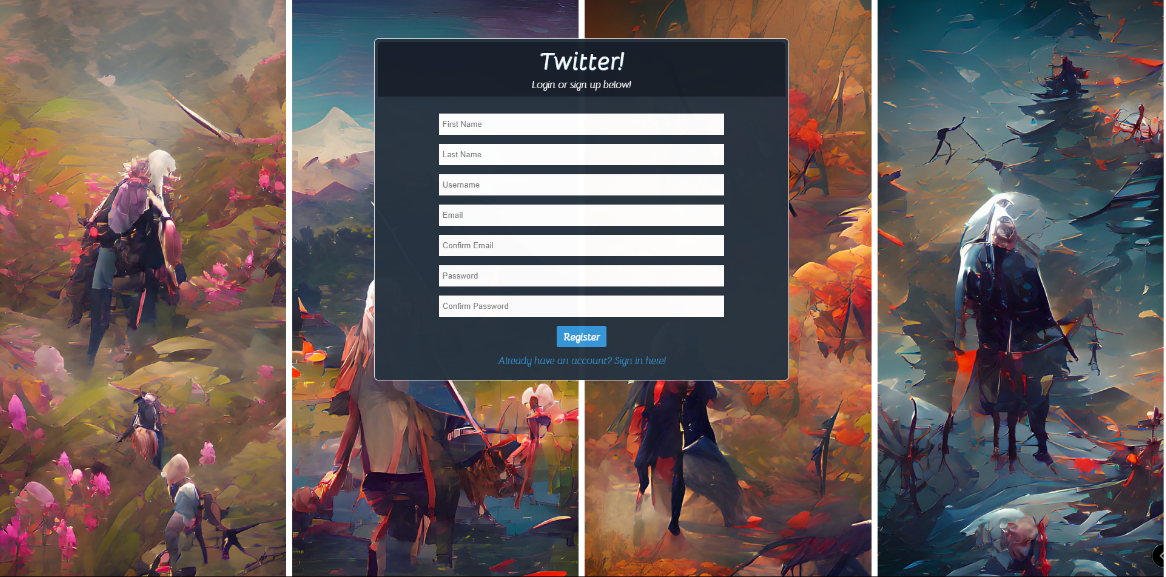 Twitter!
Login or sign up below!
First Name
Last Name
Username
Email
Confirm Email
Password
Confirm Password
Register
Already have an account? Sign in here!